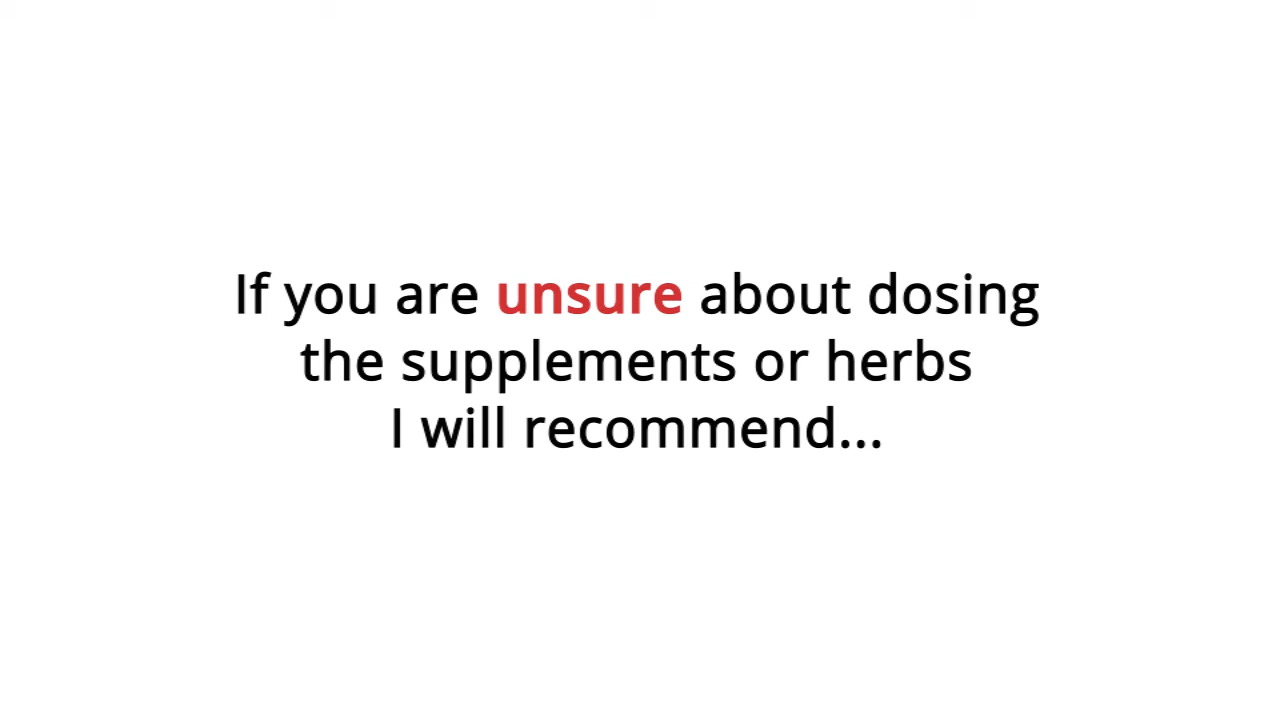 If you are unsure about dosing
the supplements or herbs
I will recommend...